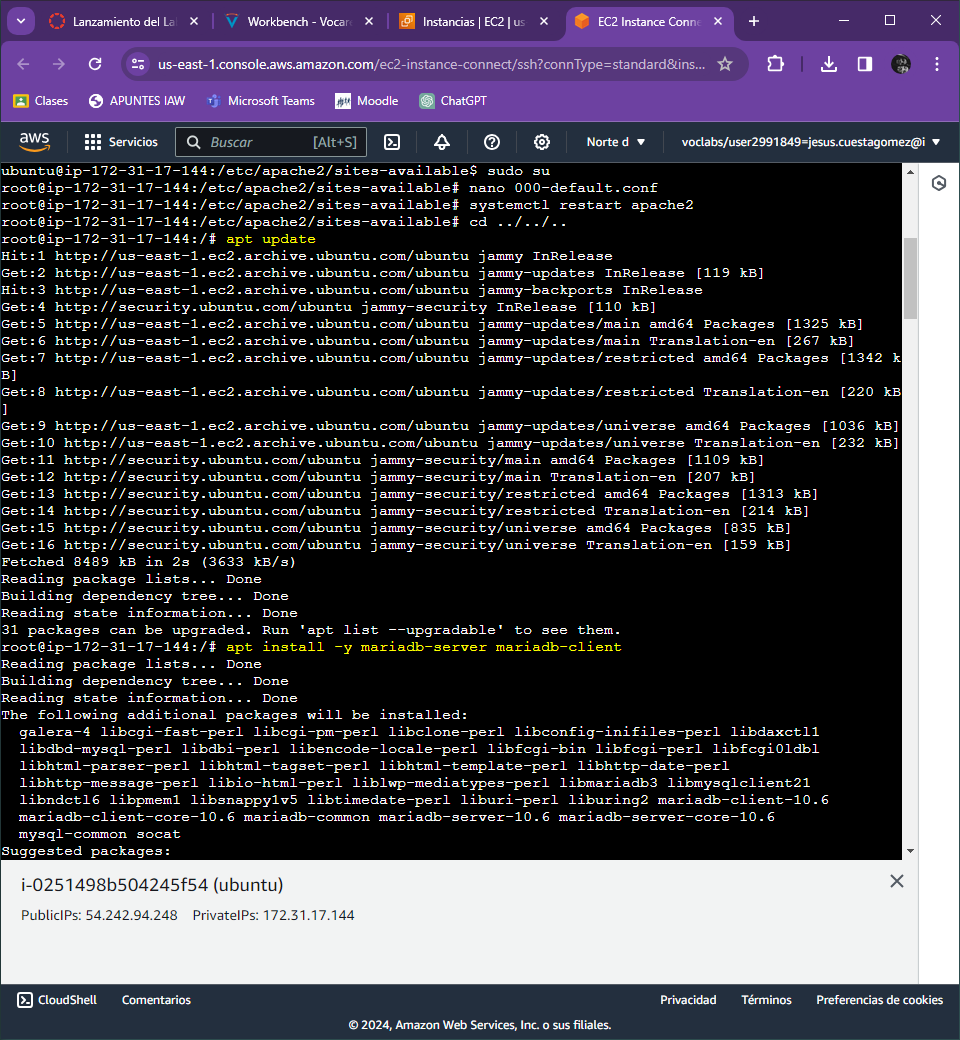 Lanzamiento del Lal
Workbench - Vocar
Instancias | EC2 | us
EC2 Instance Conne
us-east-1.console.aws.amazon.com/ec2-instance-connect/ssh?connType=standard&ins...
Clases
APUNTES IAW
Microsoft Teams
Moodle
ChatGPT
aws
Servicios
Buscar
[Alt+S]
Norte d
voclabs/user2991849=jesus.cuestagomez@i
ubuntu@ip-172-31-17-144:/etc/apache2/sites-available$ sudo su
root@ip-172-31-17-144:/etc/apache2/sites-available# nano 000-default.conf
root@ip-172-31-17-144:/etc/apache2/sites-available# systemctl restart apache2
root@ip-172-31-17-144:/etc/apache2/sites-available# cd ../../..
root@ip-172-31-17-144:/# apt update
Hit:1 http://us-east-1.ec2.archive.ubuntu.com/ubuntu jammy InRelease
Get:2 http://us-east-1.ec2.archive.ubuntu.com/ubuntu jammy-updates InRelease [119 kB]
Hit:3 http://us-east-1.ec2.archive.ubuntu.com/ubuntu jammy-backports InRelease
Get:4 http://security.ubuntu.com/ubuntu jammy-security InRelease [110 kB]
Get:5 http://us-east-1.ec2.archive.ubuntu.com/ubuntu jammy-updates/main amd64 Packages [1325 kB]
Get:6 http://us-east-1.ec2.archive.ubuntu.com/ubuntu jammy-updates/main Translation-en [267 kB]
Get:7 http://us-east-1.ec2.archive.ubuntu.com/ubuntu jammy-updates/restricted amd64 Packages [1342 k
B]
Get:8 http://us-east-1.ec2.archive.ubuntu.com/ubuntu jammy-updates/restricted Translation-en [220 kB
]
Get:9 http://us-east-1.ec2.archive.ubuntu.com/ubuntu jammy-updates/universe amd64 Packages [1036 kB]
Get:10 http://us-east-1.ec2.archive.ubuntu.com/ubuntu jammy-updates/universe Translation-en [232 kB]
Get:11 http://security.ubuntu.com/ubuntu jammy-security/main amd64 Packages [1109 kB]
Get:12 http://security.ubuntu.com/ubuntu jammy-security/main Translation-en [207 kB]
Get:13 http://security.ubuntu.com/ubuntu jammy-security/restricted amd64 Packages [1313 kB]
Get:14 http://security.ubuntu.com/ubuntu jammy-security/restricted Translation-en [214 kB]
Get:15 http://security.ubuntu.com/ubuntu jammy-security/universe amd64 Packages [835 kB]
Get:16 http://security.ubuntu.com/ubuntu jammy-security/universe Translation-en [159 kB]
Fetched 8489 kB in 2s (3633 kB/s)
Reading package lists... Done
Building dependency tree... Done
Reading state information... Done
31 packages can be upgraded. Run 'apt list --upgradable' to see them.
root@ip-172-31-17-144:/# apt install -y mariadb-server mariadb-client
Reading package lists... Done
Building dependency tree... Done
Reading state information... Done
The following additional packages will be installed:
galera-4 libcgi-fast-perl libcgi-pm-perl libclone-perl libconfig-inifiles-perl libdaxctl1
libdbd-mysql-perl libdbi-perl libencode-locale-perl libfcgi-bin libfcgi-perl libfcgi0ldbl
libhtml-parser-perl libhtml-tagset-perl libhtml-template-perl libhttp-date-perl
libhttp-message-perl libio-html-perl liblwp-mediatypes-perl libmariadb3 libmysqlclient21
libndctl6 libpmem1 libsnappy1v5 libtimedate-perl liburi-perl liburing2 mariadb-client-10.6
mariadb-client-core-10.6 mariadb-common mariadb-server-10.6 mariadb-server-core-10.6
mysql-common socat
Suggested packages:
i-0251498b504245f54 (ubuntu)
PublicIPs: 54.242.94.248 PrivateIPs: 172.31.17.144
CloudShell
Comentarios
Privacidad
Términos
Preferencias de cookies
© 2024, Amazon Web Services, Inc. o sus filiales.